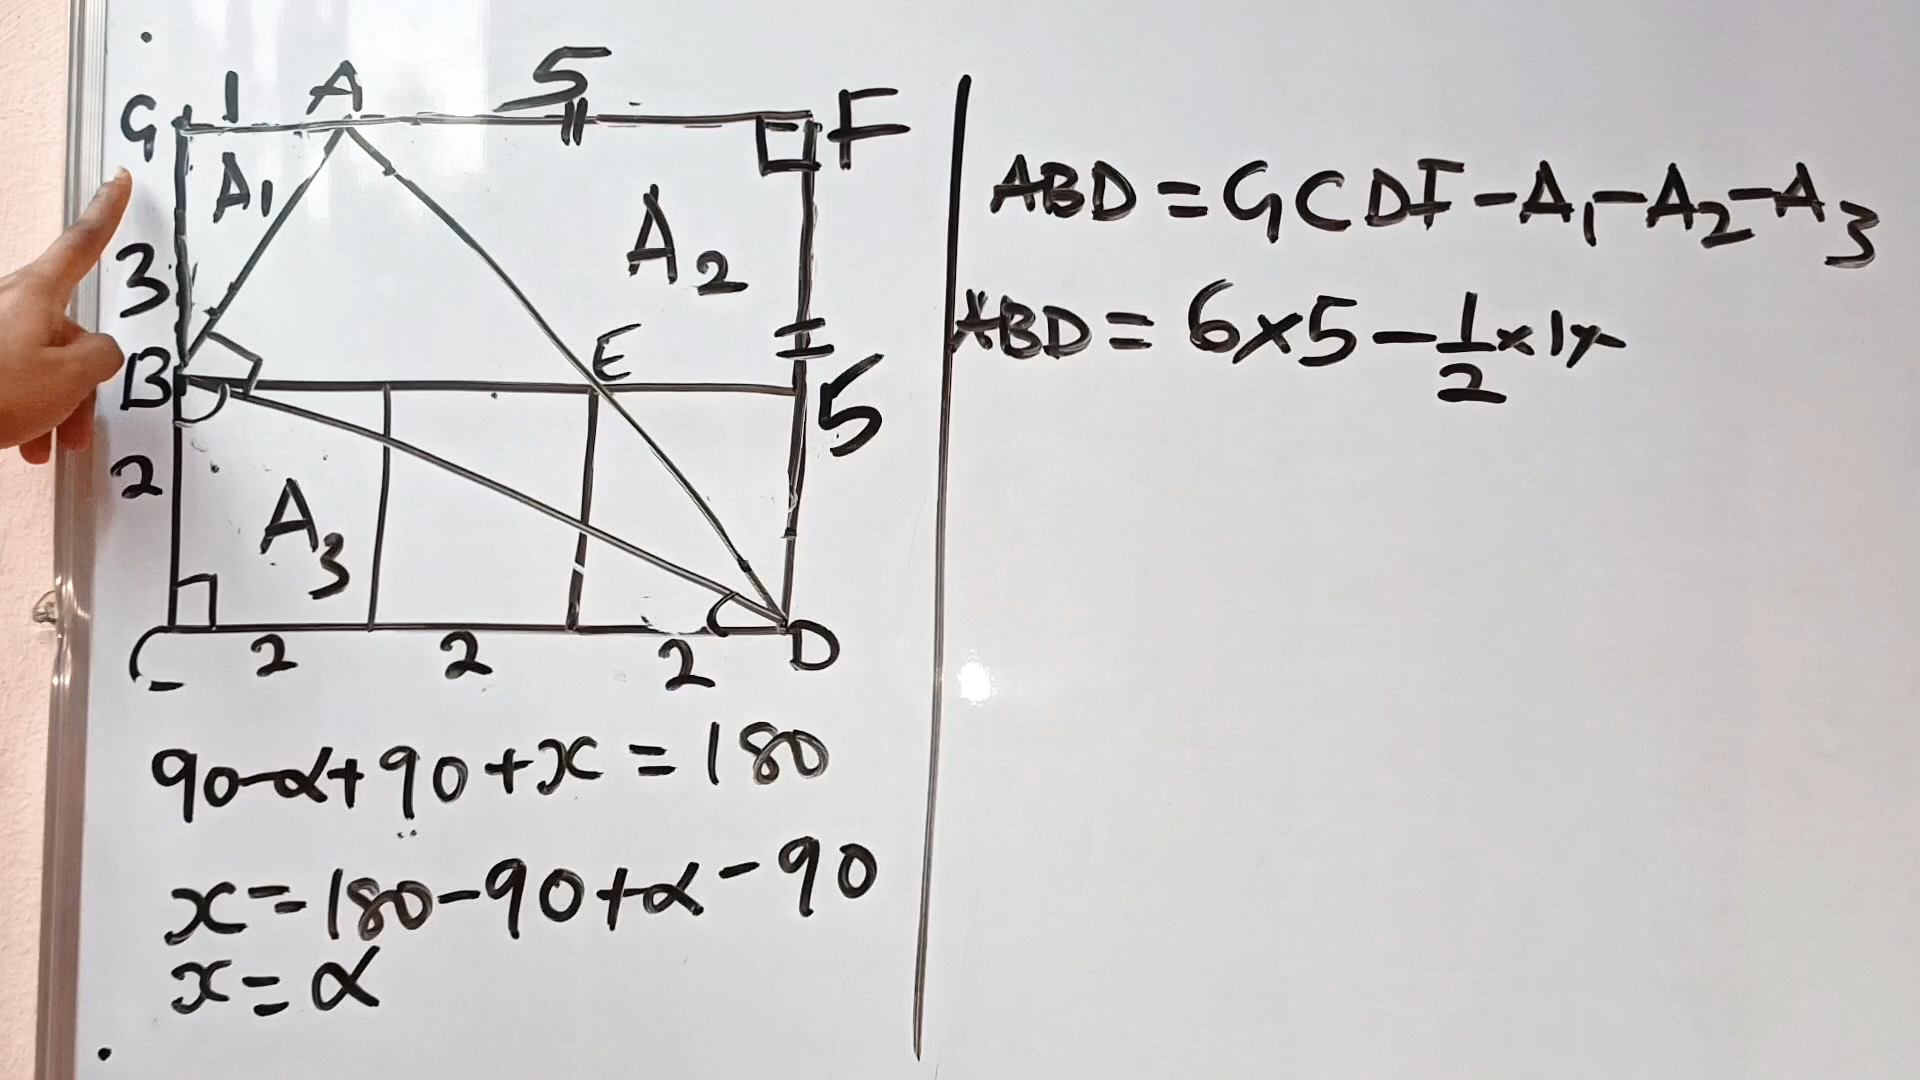 G 1 A 5 F
A₁
A₂
3
B E 5
2
A₃
C 2 2 2 D
90-α+90+x=180
x=180-90+α-90
x=α
ABD=GCDF-A₁-A₂-A₃
ABD=6×5-1/2×1×